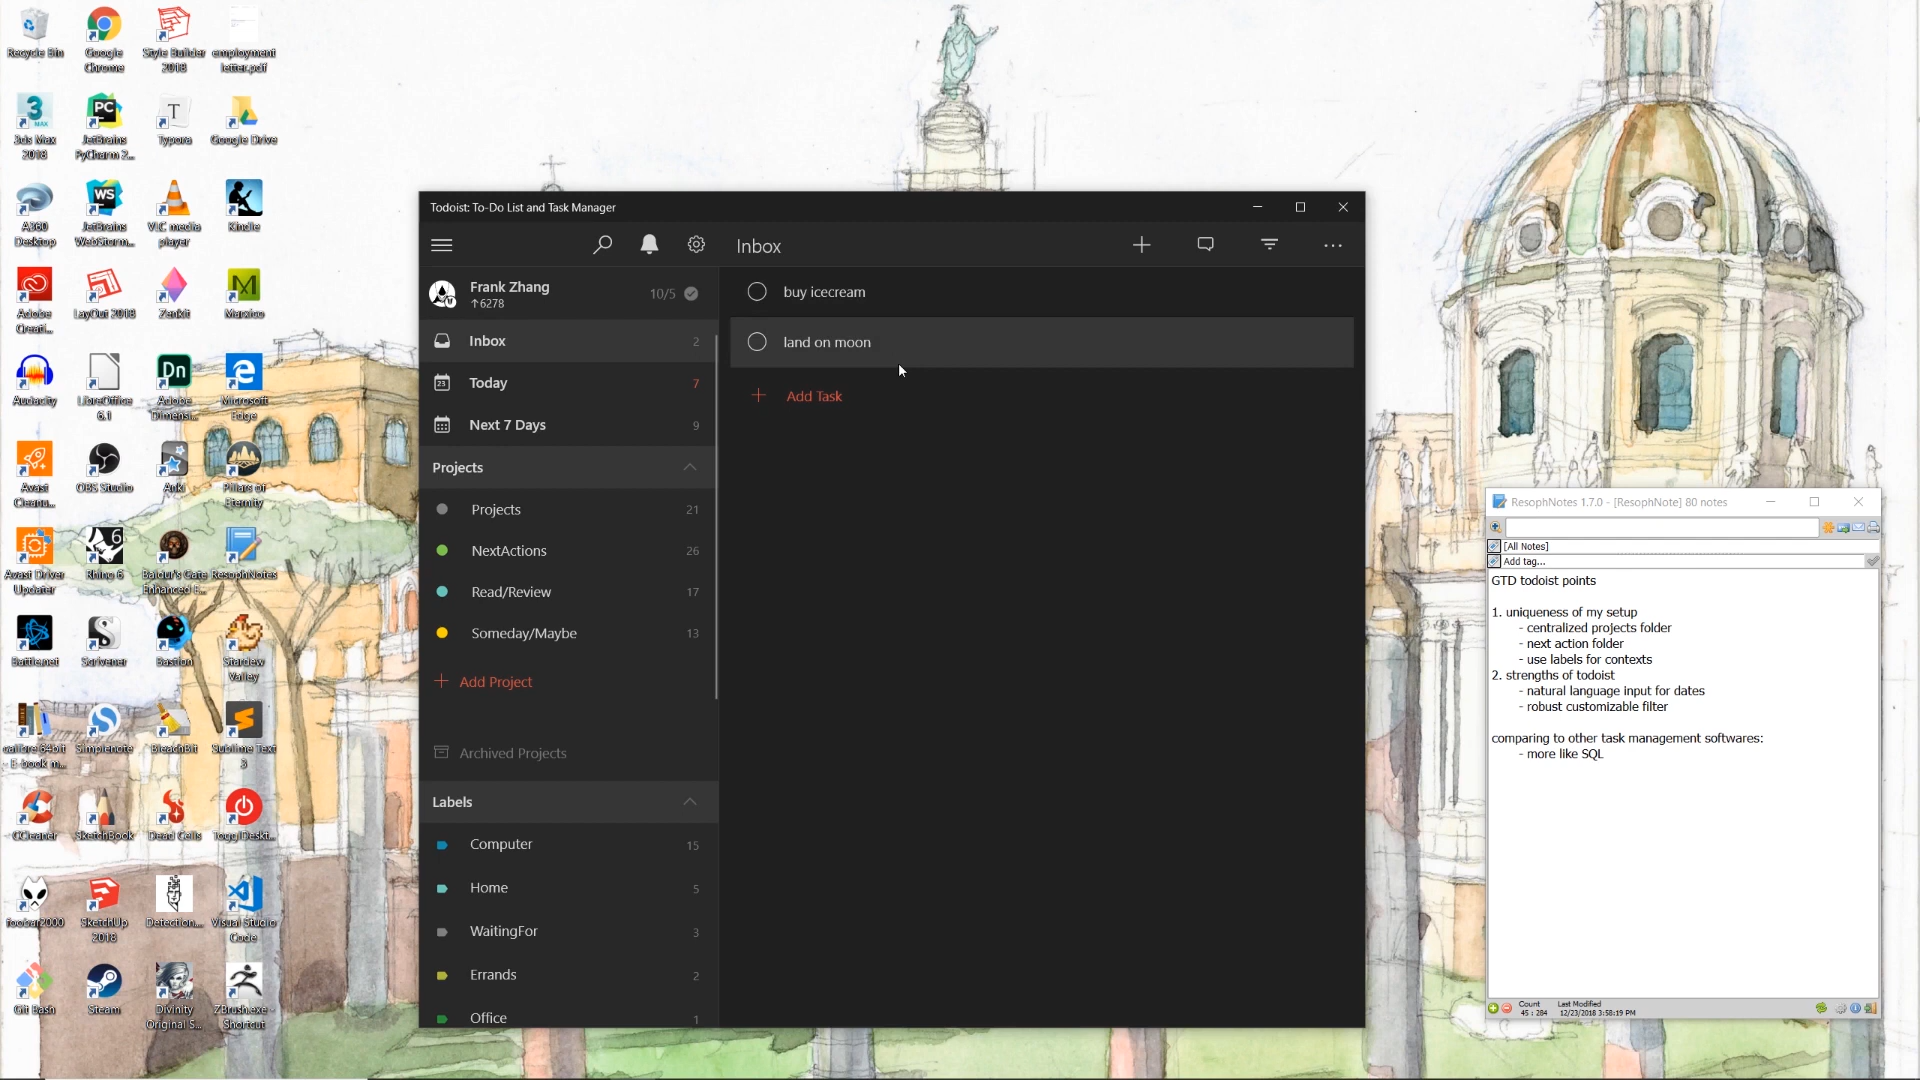 Recycle Bin
Google Chrome
Style Builder 2018
employment letter.pdf
3ds Max 2018
JetBrains PyCharm 2...
Typora
Google Drive
A360 Desktop
JetBrains WebStorm...
VLC media player
Kindle
Adobe Creati...
LayOut 2018
Zenkit
Marxico
Audacity
LibreOffice 6.1
Adobe Dimensi...
Microsoft Edge
Avast Cleanu...
OBS Studio
Anki
Pillars of Eternity
Avast Driver Updater
Rhino 6
Baldur's Gate Enhanced E...
ResophNotes
Battle.net
Scrivener
Bastion
Stardew Valley
calibre 64bit - E-book m...
Simplenote
BleachBit
Sublime Text 3
CCleaner
SketchBook
Dead Cells
Toggl Deskt...
foobar2000
SketchUp 2018
Detection...
Visual Studio Code
Git Bash
Steam
Divinity Original S...
ZBrush.exe - Shortcut
Todoist: To-Do List and Task Manager
Inbox
Frank Zhang
↑6278
10/5
Inbox 2
Today 7
Next 7 Days 9
Projects
Projects 21
NextActions 26
Read/Review 17
Someday/Maybe 13
Add Project
Archived Projects
Labels
Computer 15
Home 5
WaitingFor 3
Errands 2
Office 1
buy icecream
land on moon
Add Task
ResophNotes 1.7.0 - [ResophNote] 80 notes
[All Notes]
Add tag...
GTD todoist points
1. uniqueness of my setup
- centralized projects folder
- next action folder
- use labels for contexts
2. strengths of todoist
- natural language input for dates
- robust customizable filter
comparing to other task management softwares:
- more like SQL
Count Last Modified
45 : 284 12/23/2018 3:58:19 PM